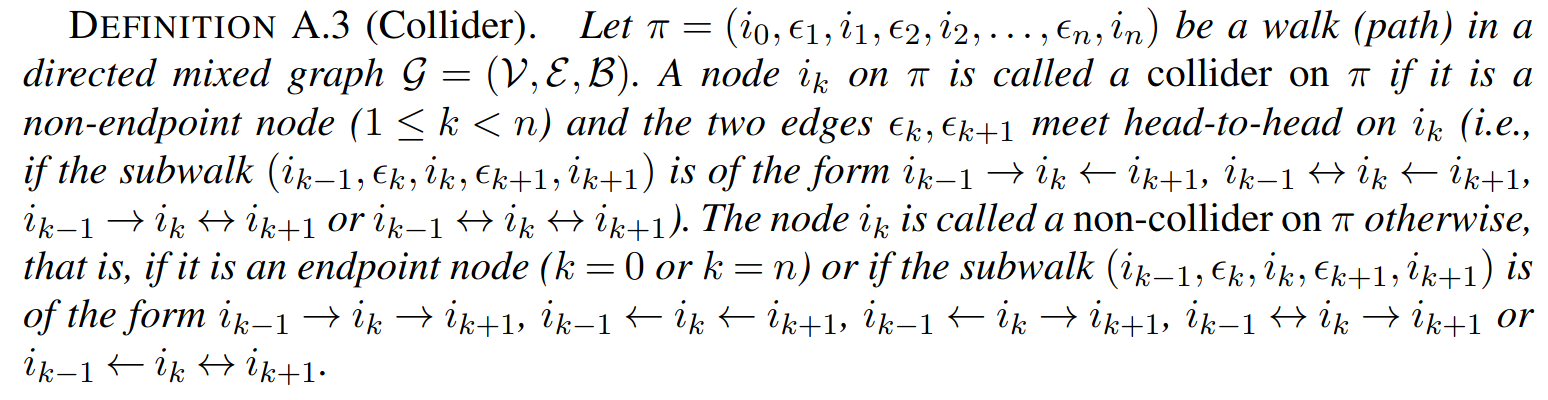 DEFINITION A.3 (Collider). Let π = (i₀, ϵ₁, i₁, ϵ₂, i₂, . . . , ϵₙ, iₙ) be a walk (path) in a
directed mixed graph 𝒢 = (𝒱, ℰ, ℬ). A node iₖ on π is called a collider on π if it is a
non-endpoint node (1 ≤ k < n) and the two edges ϵₖ, ϵₖ₊₁ meet head-to-head on iₖ (i.e.,
if the subwalk (iₖ₋₁, ϵₖ, iₖ, ϵₖ₊₁, iₖ₊₁) is of the form iₖ₋₁ → iₖ ← iₖ₊₁, iₖ₋₁ ↔ iₖ ← iₖ₊₁,
iₖ₋₁ → iₖ ↔ iₖ₊₁ or iₖ₋₁ ↔ iₖ ↔ iₖ₊₁). The node iₖ is called a non-collider on π otherwise,
that is, if it is an endpoint node (k = 0 or k = n) or if the subwalk (iₖ₋₁, ϵₖ, iₖ, ϵₖ₊₁, iₖ₊₁) is
of the form iₖ₋₁ → iₖ → iₖ₊₁, iₖ₋₁ ← iₖ ← iₖ₊₁, iₖ₋₁ ← iₖ → iₖ₊₁, iₖ₋₁ ↔ iₖ → iₖ₊₁ or
iₖ₋₁ ← iₖ ↔ iₖ₊₁.